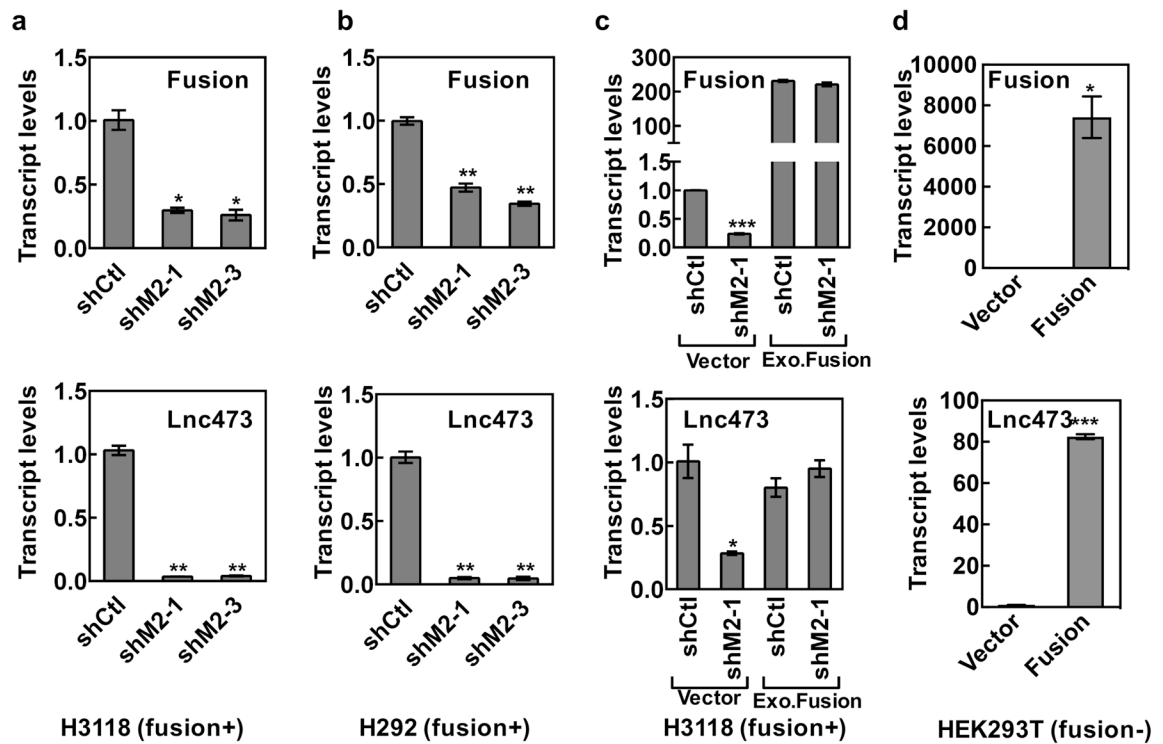 a
Transcript levels
1.5
1.0
0.5
0.0
Fusion
*
*
shCtl
shM2-1
shM2-3
b
Transcript levels
1.5
1.0
0.5
0.0
Fusion
**
**
shCtl
shM2-1
shM2-3
c
Transcript levels
300
200
100
1.5
1.0
0.5
0.0
Fusion
***
shCtl
shM2-1
shCtl
shM2-1
Vector
Exo.Fusion
d
Transcript levels
10000
8000
6000
4000
2000
0
Fusion
*
Vector
Fusion
Transcript levels
1.5
1.0
0.5
0.0
Lnc473
**
**
shCtl
shM2-1
shM2-3
H3118 (fusion+)
Transcript levels
1.5
1.0
0.5
0.0
Lnc473
**
**
shCtl
shM2-1
shM2-3
H292 (fusion+)
Transcript levels
1.5
1.0
0.5
0.0
Lnc473
*
shCtl
shM2-1
shCtl
shM2-1
Vector
Exo.Fusion
H3118 (fusion+)
Transcript levels
100
80
60
40
20
0
Lnc473
***
Vector
Fusion
HEK293T (fusion-)